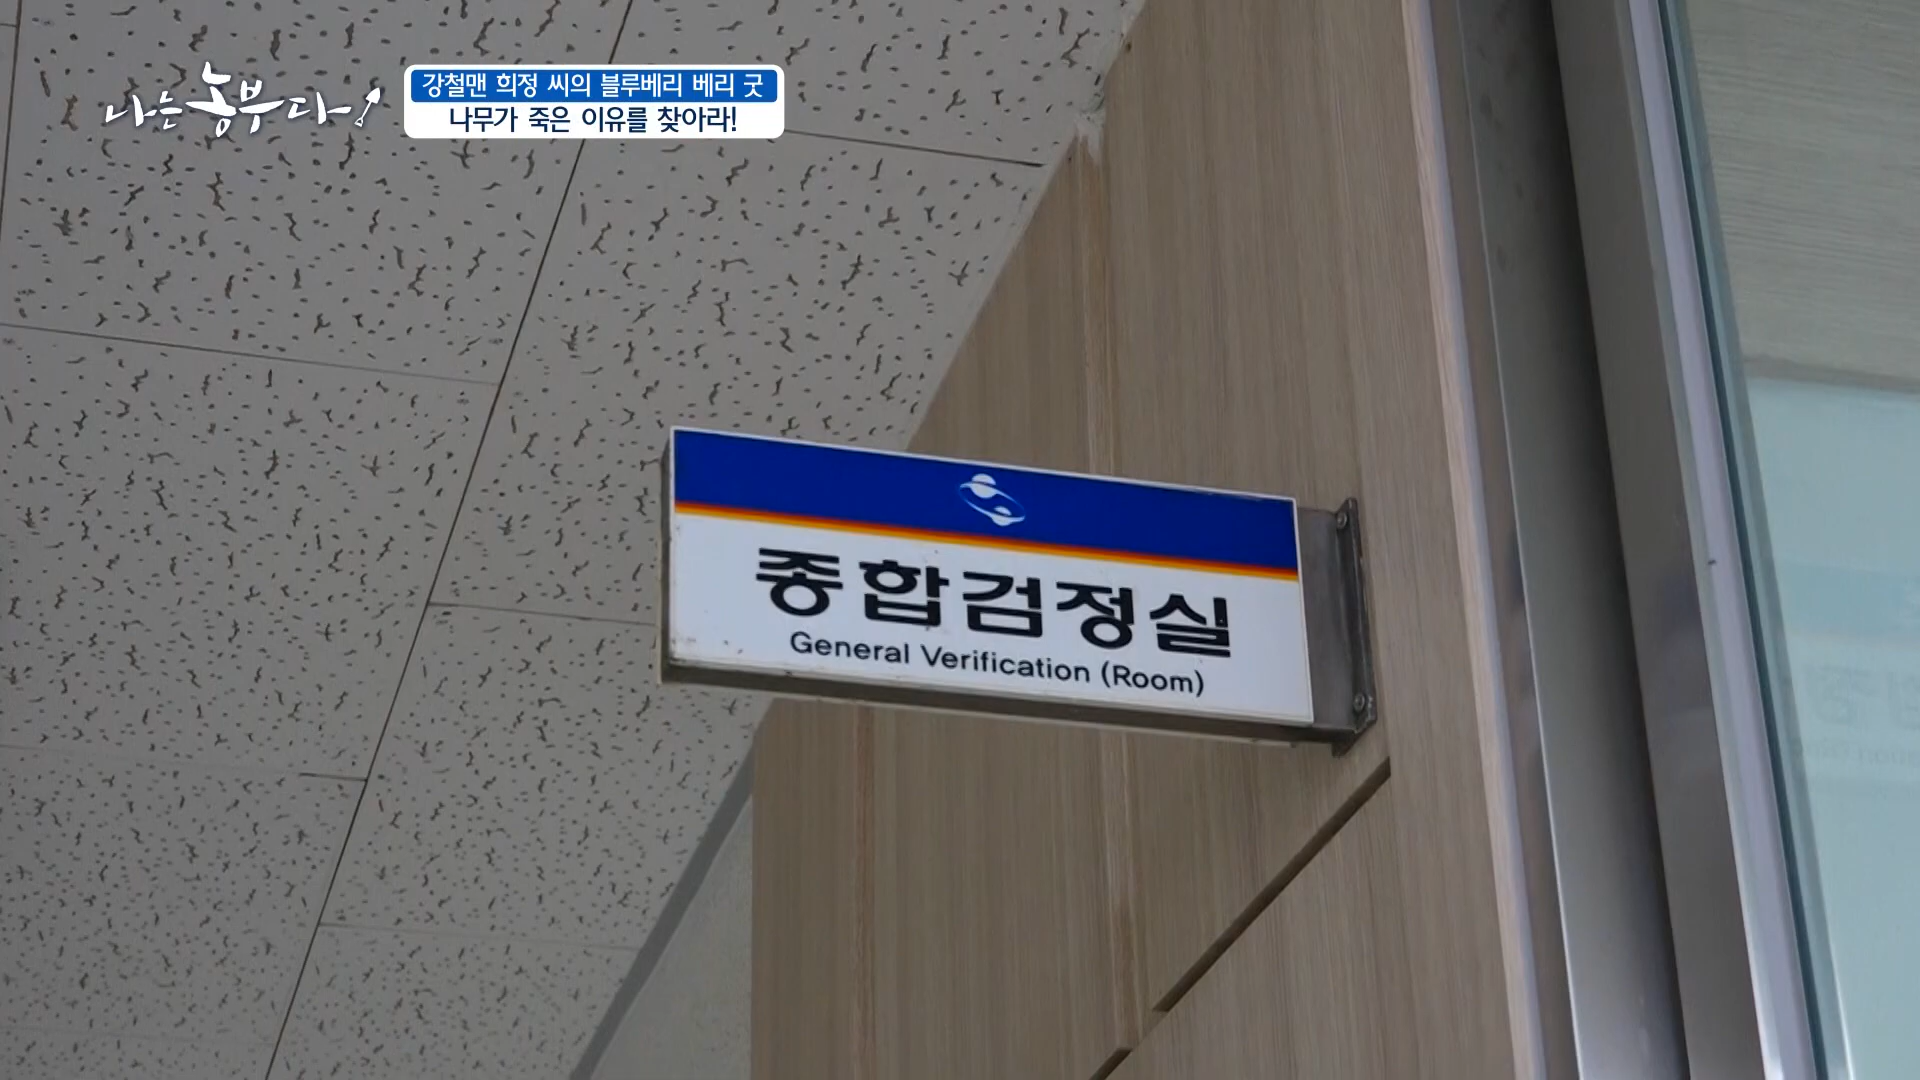 나는 농부다
강철맨 희정 씨의 블루베리 베리 굿
나무가 죽은 이유를 찾아라!
종합검정실
General Verification (Room)